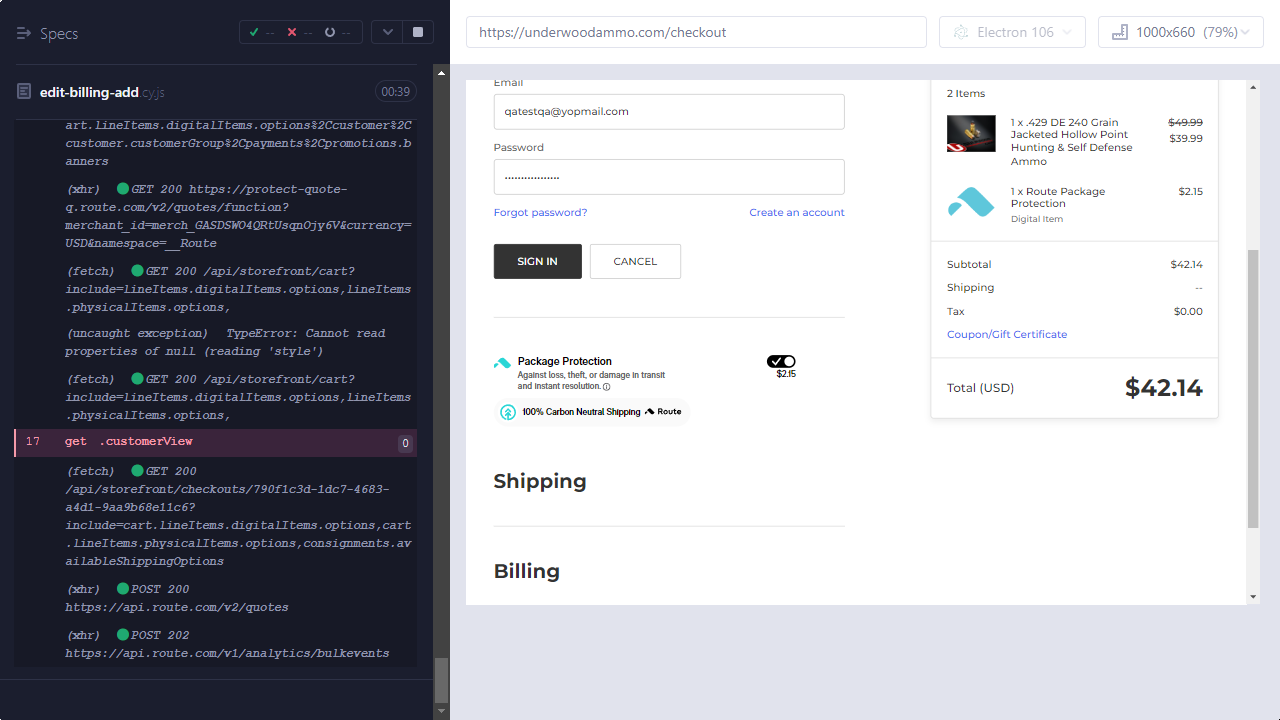 Specs
--
--
--
edit-billing-add.cy.js
00:39
art.lineItems.digitalItems.options%2Ccustomer%2C
customer.customerGroup%2Cpayments%2Cpromotions.b
anners
(xhr) GET 200 https://protect-quote-
q.route.com/v2/quotes/function?
merchant_id=merch_GASDSWO4QRtUsqnOjy6V&currency=
USD&namespace=__Route
(fetch) GET 200 /api/storefront/cart?
include=lineItems.digitalItems.options,lineItems
.physicalItems.options,
(uncaught exception) TypeError: Cannot read
properties of null (reading 'style')
(fetch) GET 200 /api/storefront/cart?
include=lineItems.digitalItems.options,lineItems
.physicalItems.options,
17 get .customerView 0
(fetch) GET 200
/api/storefront/checkouts/790f1c3d-1dc7-4683-
a4d1-9aa9b68e11c6?
include=cart.lineItems.digitalItems.options,cart
.lineItems.physicalItems.options,consignments.av
ailableShippingOptions
(xhr) POST 200
https://api.route.com/v2/quotes
(xhr) POST 202
https://api.route.com/v1/analytics/bulkevents
https://underwoodammo.com/checkout
Electron 106
1000x660 (79%)
Email
qatestqa@yopmail.com
Password
•••••••••••••••••
Forgot password?
Create an account
SIGN IN
CANCEL
Package Protection
Against loss, theft, or damage in transit
and instant resolution.
$2.15
100% Carbon Neutral Shipping Route
Shipping
Billing
2 Items
1 x .429 DE 240 Grain
Jacketed Hollow Point
Hunting & Self Defense
Ammo
$49.99
$39.99
1 x Route Package
Protection
Digital Item
$2.15
Subtotal $42.14
Shipping --
Tax $0.00
Coupon/Gift Certificate
Total (USD) $42.14